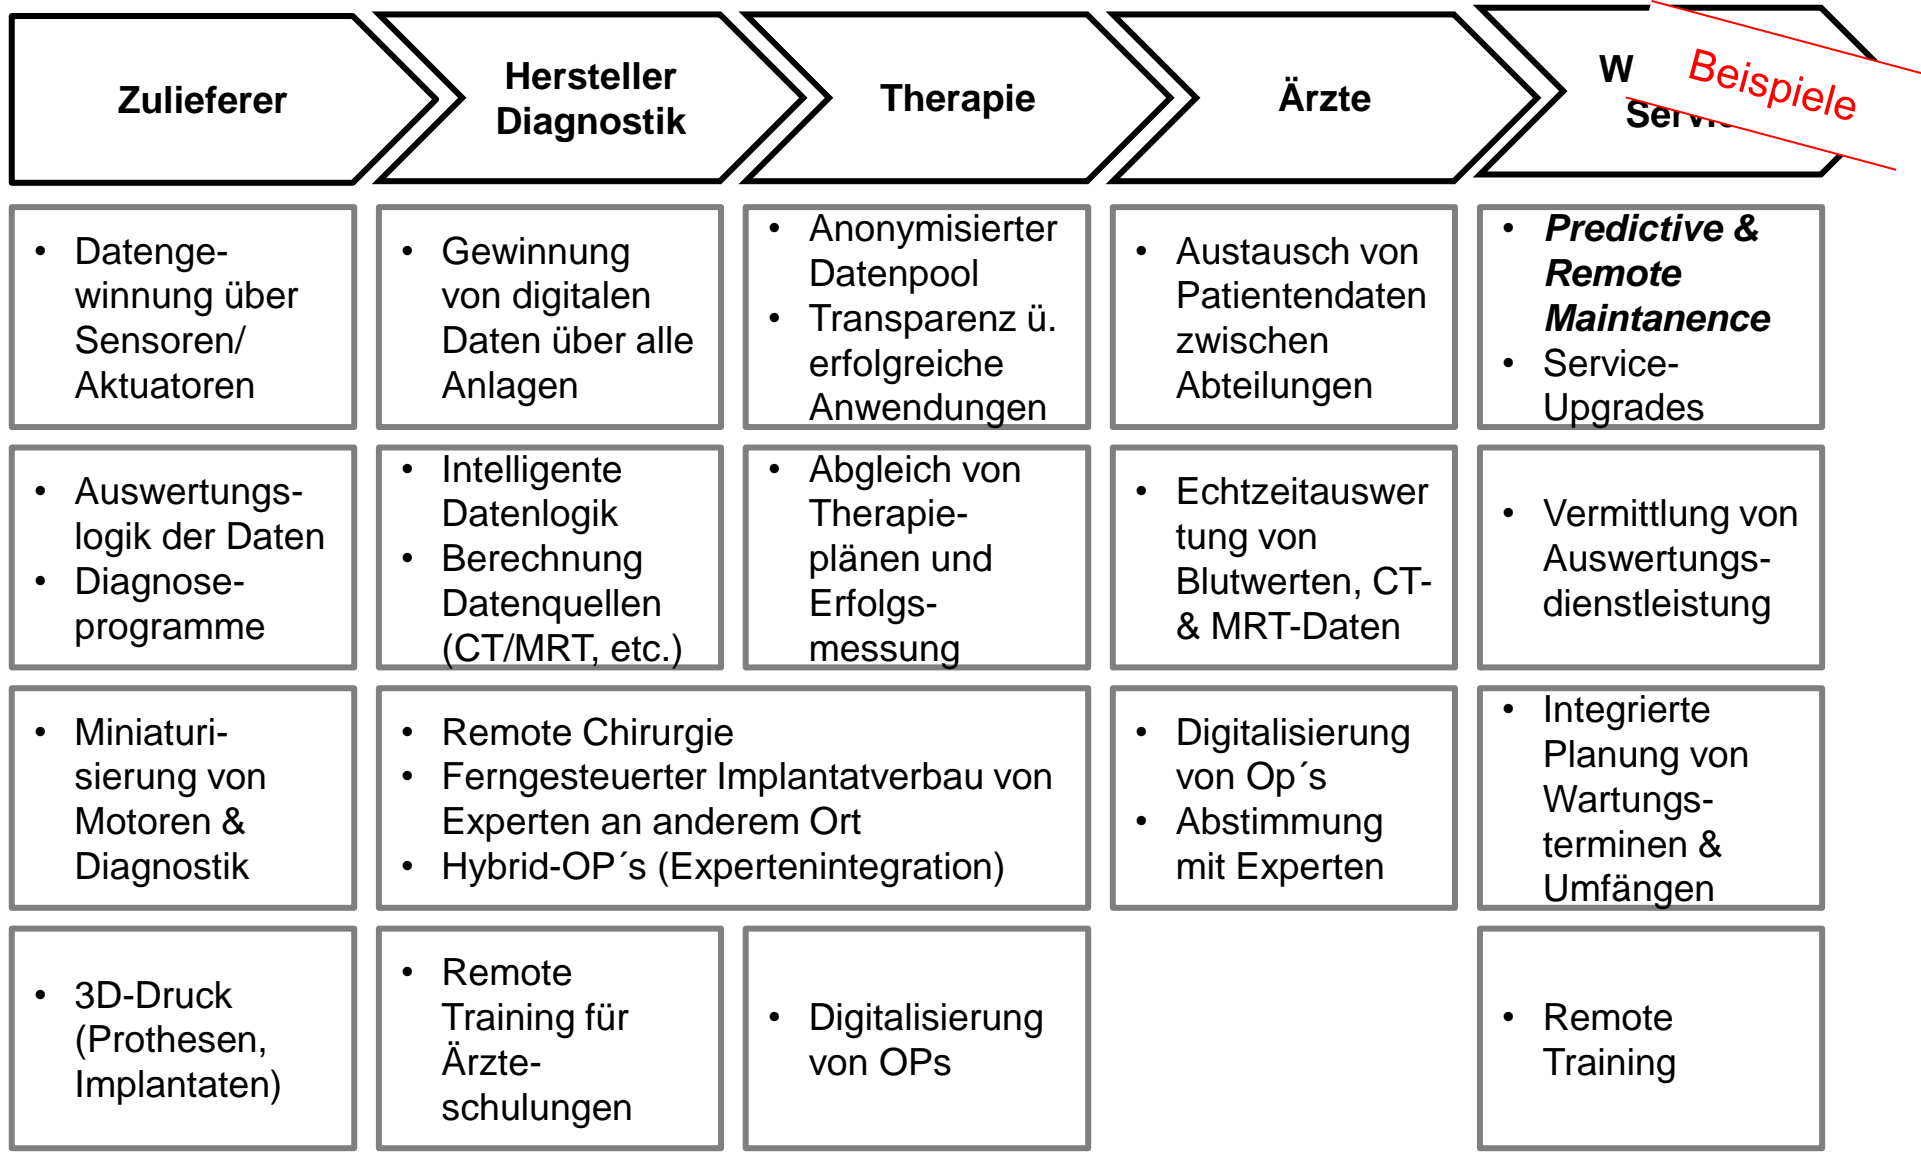 Zulieferer
Hersteller
Diagnostik
Therapie
Ärzte
W
Beispiele
• Datenge-
winnung über
Sensoren/
Aktuatoren
• Gewinnung
von digitalen
Daten über alle
Anlagen
• Anonymisierter
Datenpool
• Transparenz ü.
erfolgreiche
Anwendungen
• Austausch von
Patientendaten
zwischen
Abteilungen
• Predictive &
Remote
Maintanence
• Service-
Upgrades
• Auswertungs-
logik der Daten
• Diagnose-
programme
• Intelligente
Datenlogik
• Berechnung
Datenquellen
(CT/MRT, etc.)
• Abgleich von
Therapie-
plänen und
Erfolgs-
messung
• Echtzeitauswer
tung von
Blutwerten, CT-
& MRT-Daten
• Vermittlung von
Auswertungs-
dienstleistung
• Miniaturi-
sierung von
Motoren &
Diagnostik
• Remote Chirurgie
• Ferngesteuerter Implantatverbau von
Experten an anderem Ort
• Hybrid-OP´s (Expertenintegration)
• Digitalisierung
von Op´s
• Abstimmung
mit Experten
• Integrierte
Planung von
Wartungs-
terminen &
Umfängen
• 3D-Druck
(Prothesen,
Implantaten)
• Remote
Training für
Ärzte-
schulungen
• Digitalisierung
von OPs
• Remote
Training